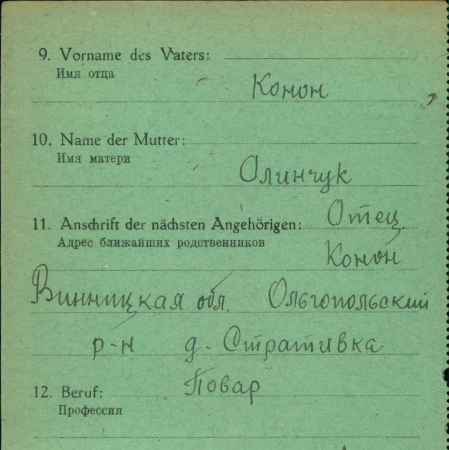 9. Vorname des Vaters:
Имя отца
Конон
10. Name der Mutter:
Имя матери
Олинчук
11. Anschrift der nächsten Angehörigen: Отец
Адрес ближайших родственников
Конон
Винницкая обл. Ольгопольский
р-н д. Стративка
12. Beruf: Повар
Профессия